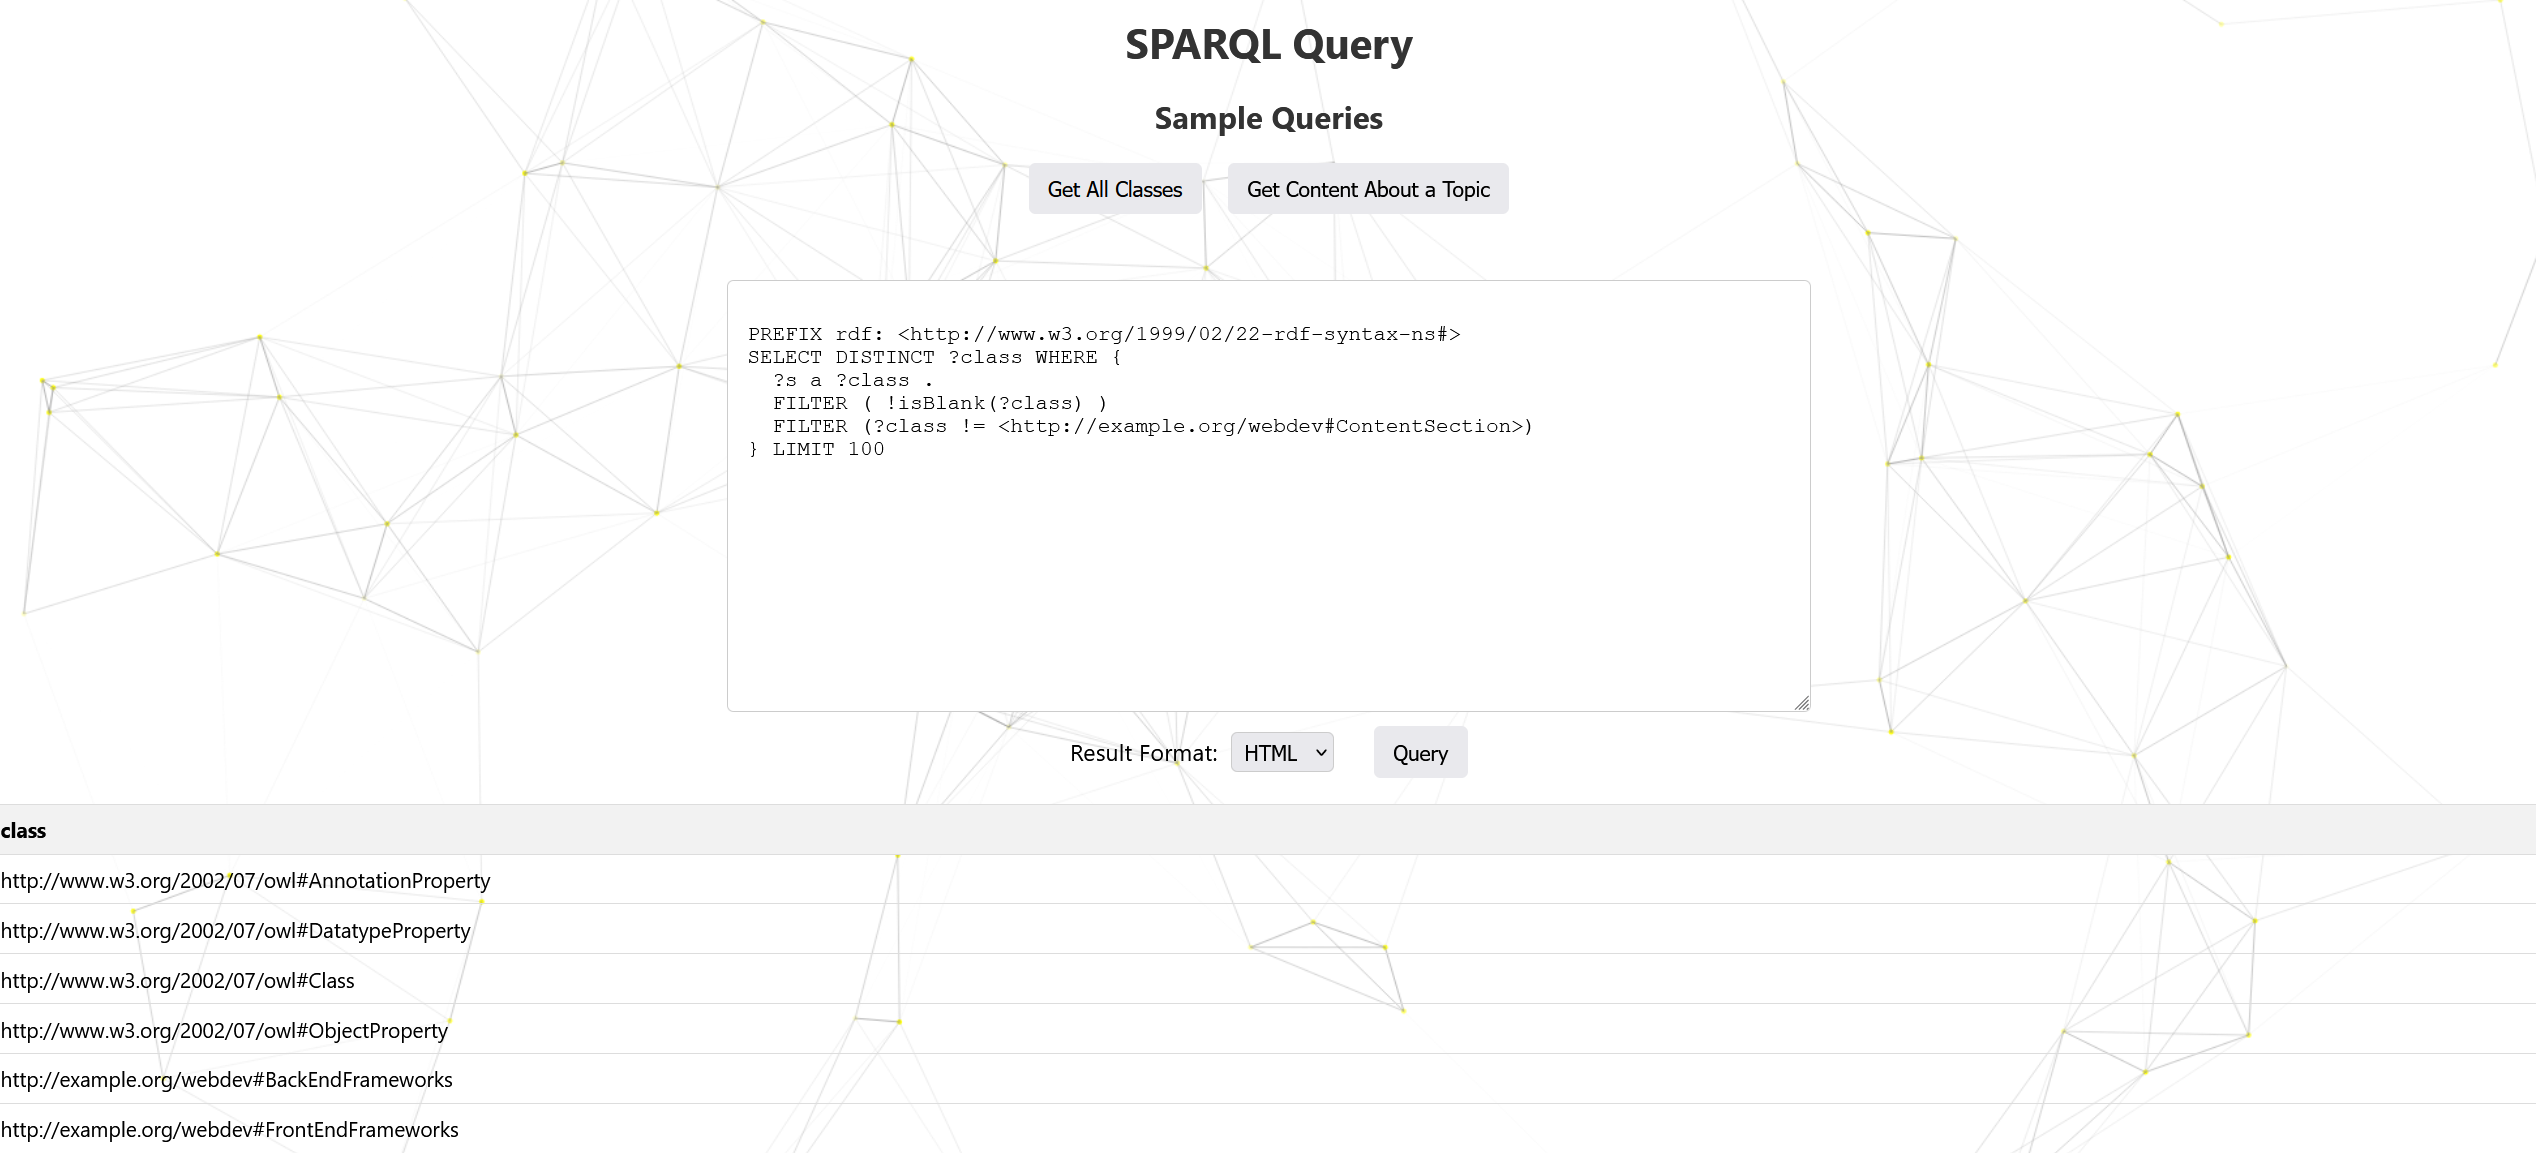 SPARQL Query
Sample Queries
Get All Classes
Get Content About a Topic
PREFIX rdf: <http://www.w3.org/1999/02/22-rdf-syntax-ns#>
SELECT DISTINCT ?class WHERE {
  ?s a ?class .
  FILTER ( !isBlank(?class) )
  FILTER (?class != <http://example.org/webdev#ContentSection>)
} LIMIT 100
Result Format: HTML Query
class
http://www.w3.org/2002/07/owl#AnnotationProperty
http://www.w3.org/2002/07/owl#DatatypeProperty
http://www.w3.org/2002/07/owl#Class
http://www.w3.org/2002/07/owl#ObjectProperty
http://example.org/webdev#BackEndFrameworks
http://example.org/webdev#FrontEndFrameworks